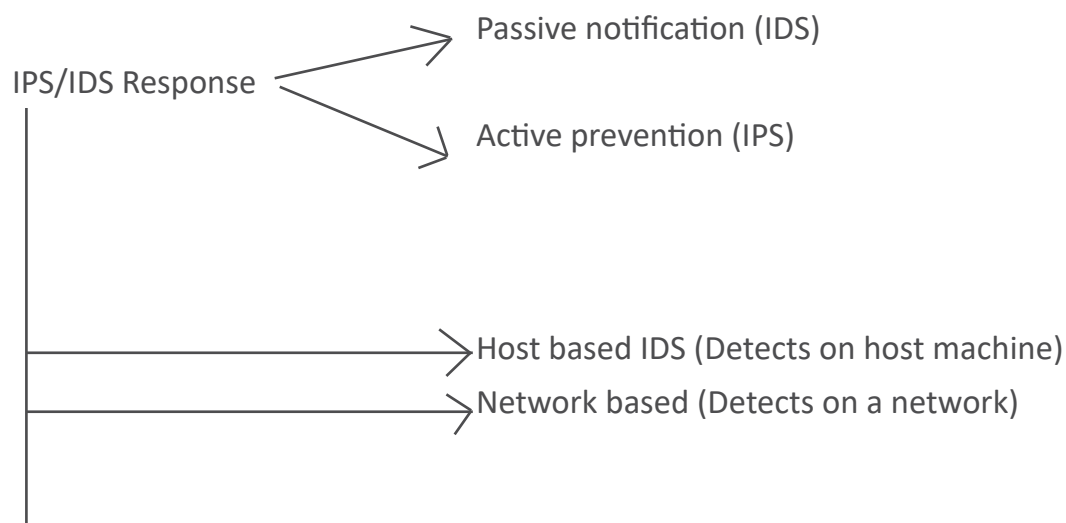 Passive notification (IDS)
IPS/IDS Response
Active prevention (IPS)
Host based IDS (Detects on host machine)
Network based (Detects on a network)